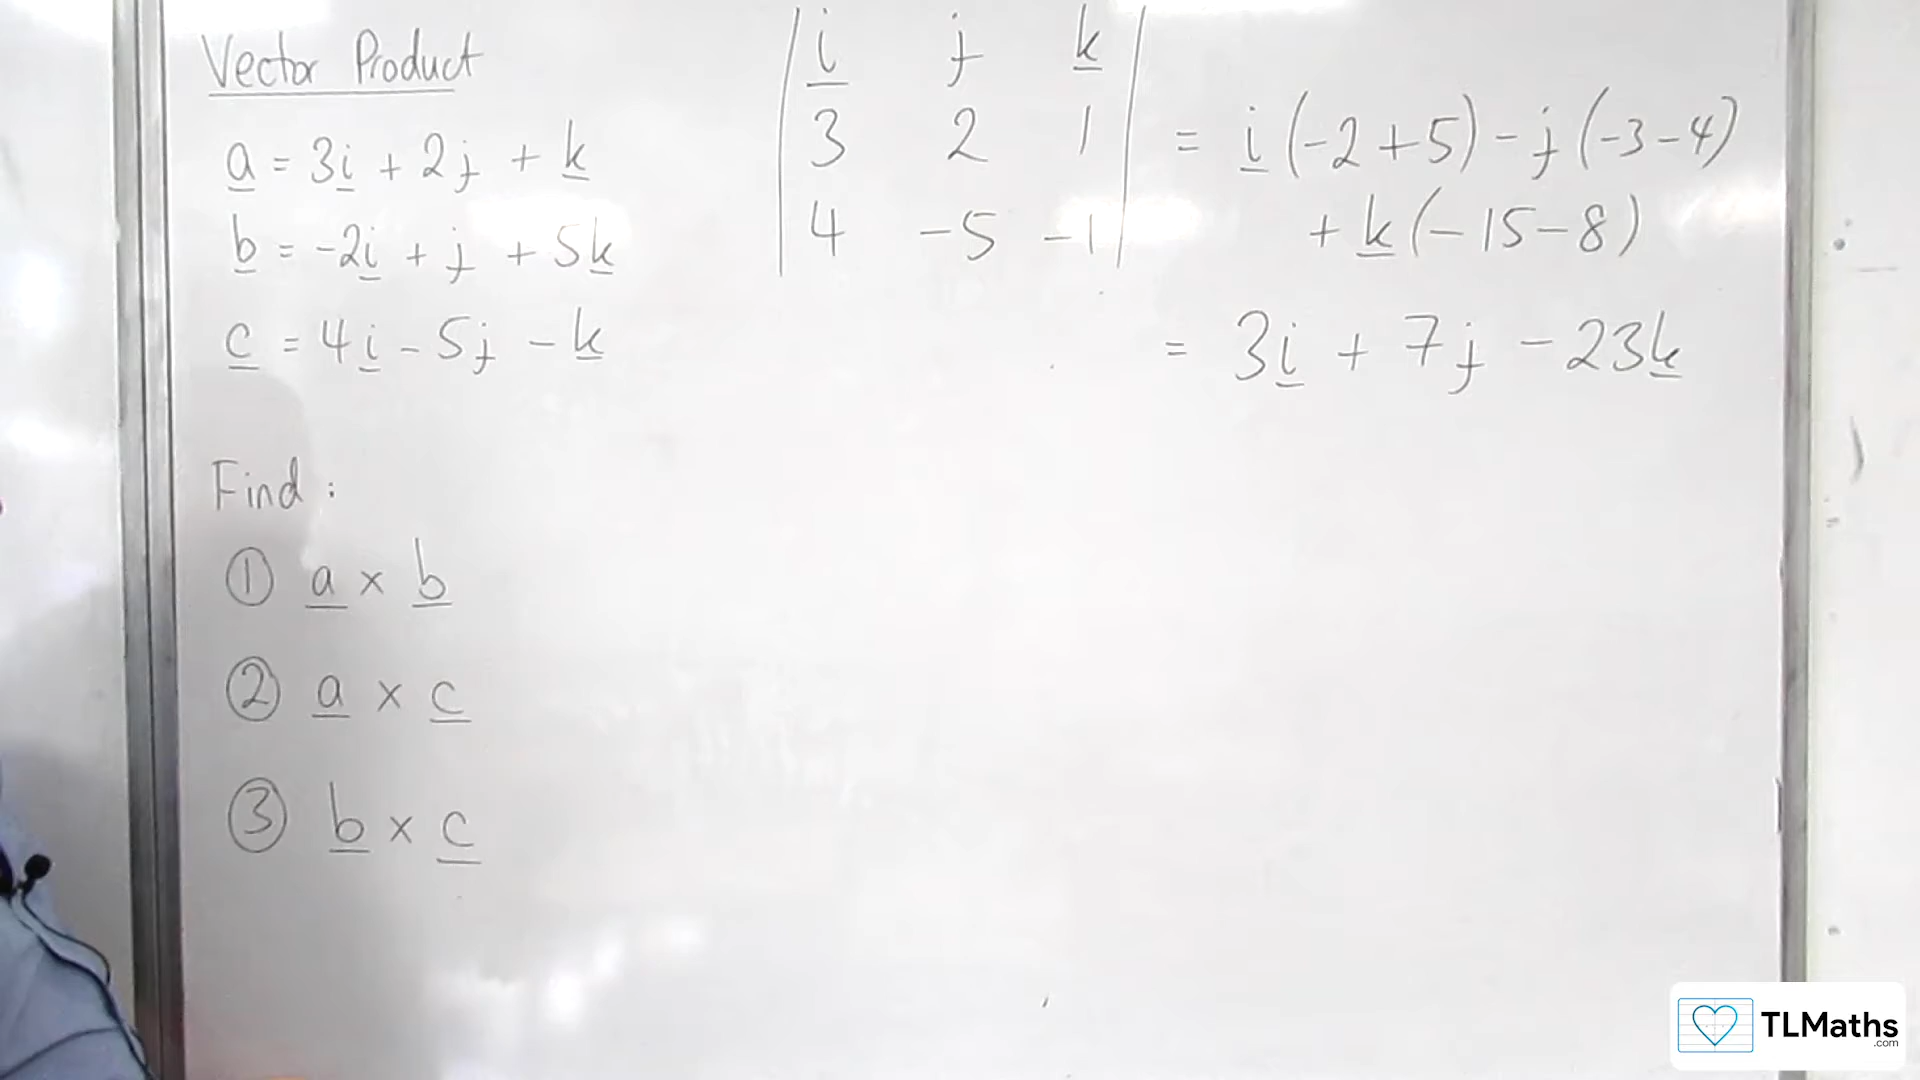 Vector Product
a = 3i + 2j + k
b = -2i + j + 5k
c = 4i - 5j - k
Find :
① a × b
② a × c
③ b × c
| i j k |
| 3 2 1 | = i(-2+5) - j(-3-4)
| 4 -5 -1 | + k(-15-8)
= 3i + 7j - 23k
TLMaths
.com